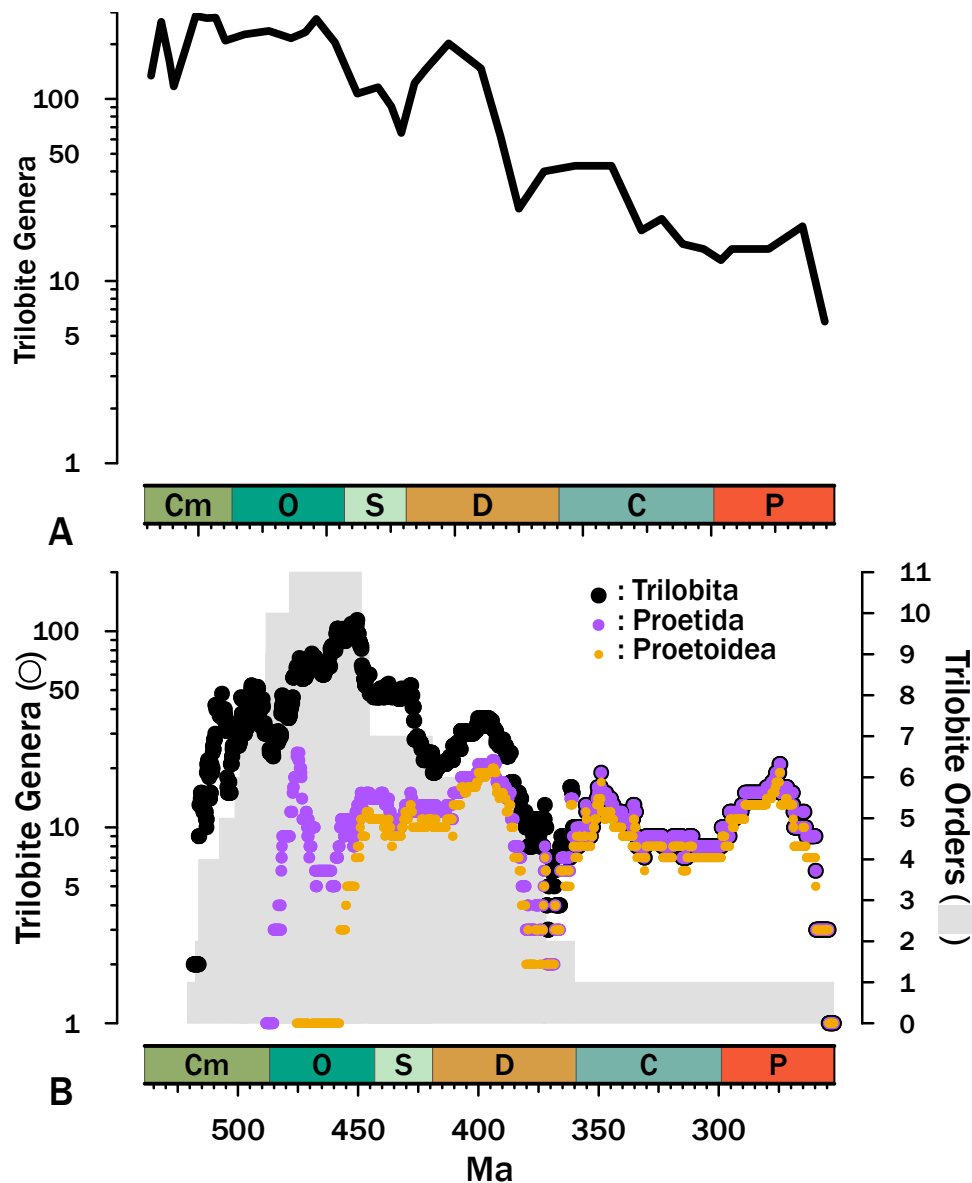 Trilobite Genera
100
50
10
5
1
Cm O S D C P
A
Trilobite Genera (○)
100
50
10
5
1
: Trilobita
: Proetida
: Proetoidea
11
10
9
8
7
6
5
4
3
2
1
0
Trilobite Orders ( )
Cm O S D C P
B
500 450 400 350 300
Ma